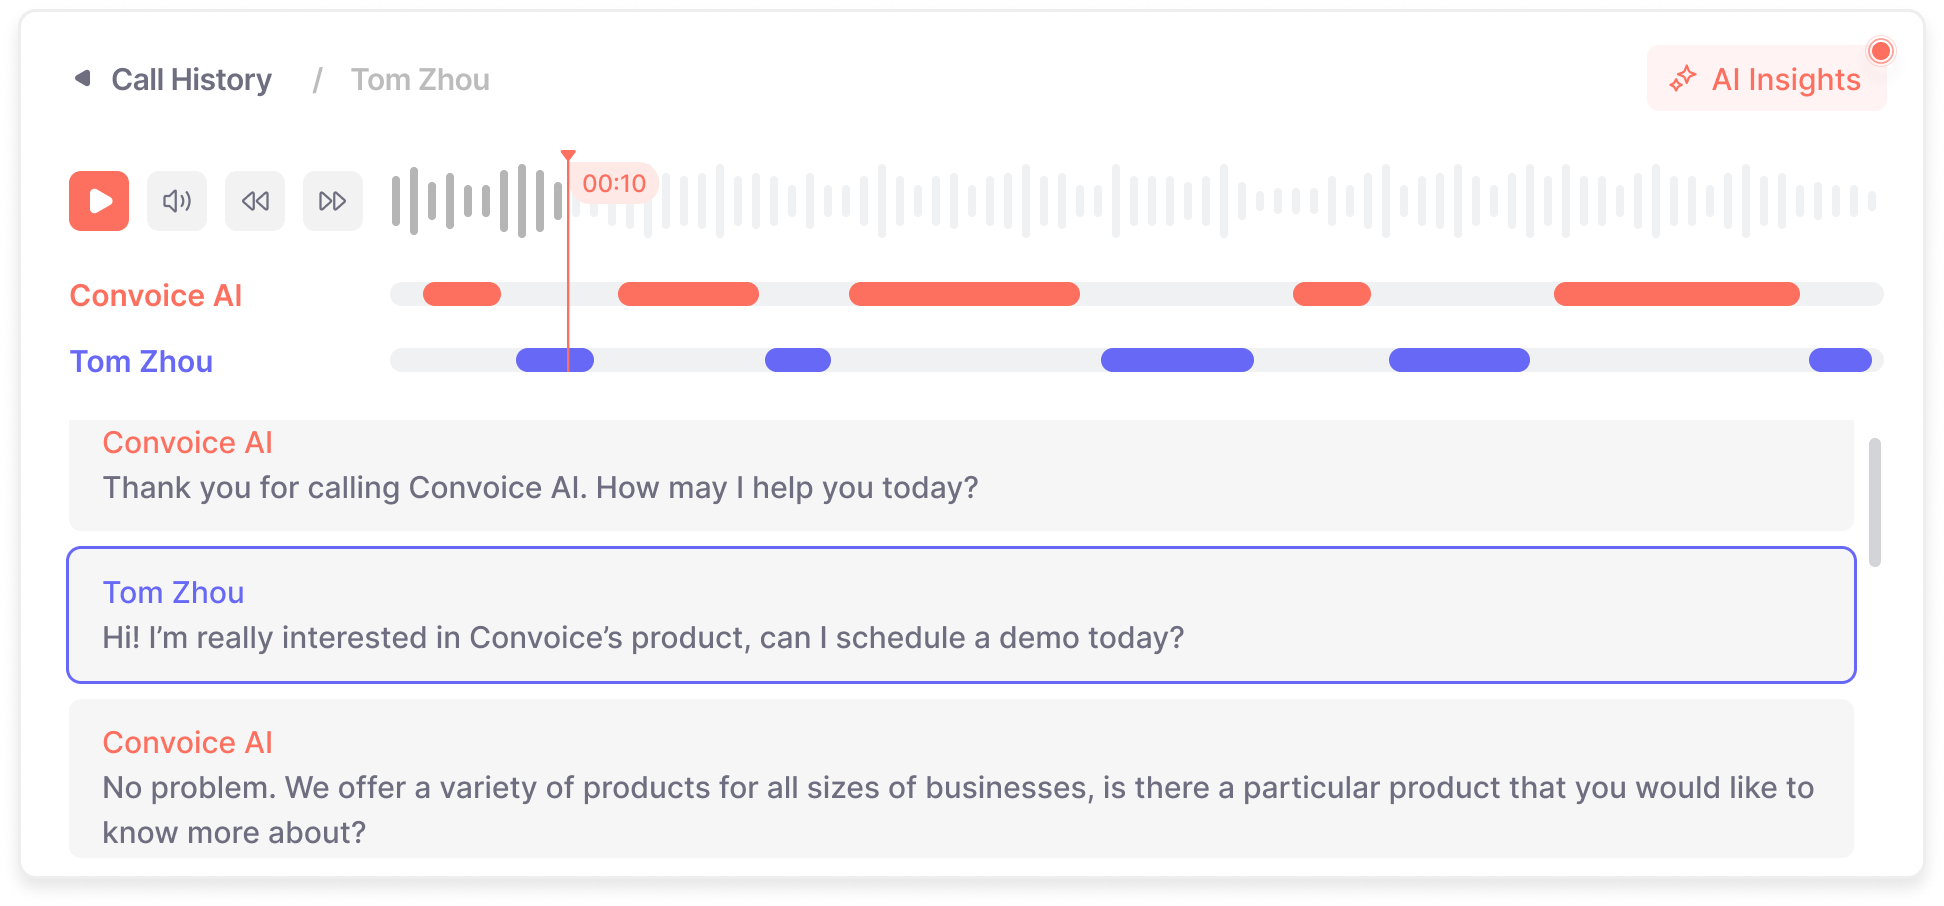 Call History / Tom Zhou
AI Insights
00:10
Convoice AI
Tom Zhou
Convoice AI
Thank you for calling Convoice AI. How may I help you today?
Tom Zhou
Hi! I’m really interested in Convoice’s product, can I schedule a demo today?
Convoice AI
No problem. We offer a variety of products for all sizes of businesses, is there a particular product that you would like to
know more about?